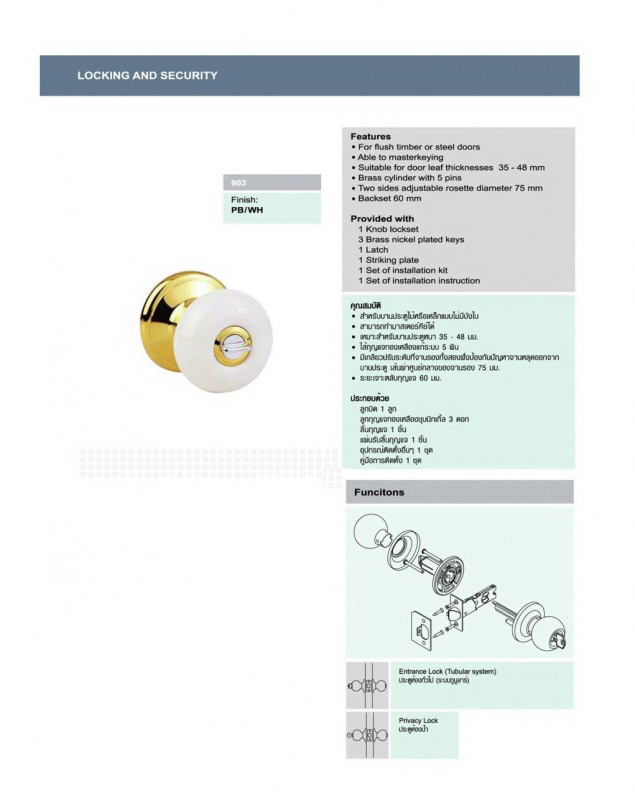 LOCKING AND SECURITY
903
Finish:
PB/WH
Features
• For flush timber or steel doors
• Able to masterkeying
• Suitable for door leaf thicknesses 35 - 48 mm
• Brass cylinder with 5 pins
• Two sides adjustable rosette diameter 75 mm
• Backset 60 mm
Provided with
1 Knob lockset
3 Brass nickel plated keys
1 Latch
1 Striking plate
1 Set of installation kit
1 Set of installation instruction
คุณสมบัติ
• สำหรับบานประตูไม้หรือเหล็กแบบไม่มีบังใบ
• สามารถทำมาสเตอร์คีย์ได้
• เหมาะสำหรับบานประตูหนา 35 - 48 มม.
• ไส้กุญแจทองเหลืองแท้ระบบ 5 พิน
• มีเกลียวปรับระดับที่จานรองทั้งสองฝั่งป้องกันปัญหาจานหลุดออกจาก
บานประตู เส้นผ่าศูนย์กลางของจานรอง 75 มม.
• ระยะเจาะตลับกุญแจ 60 มม.
ประกอบด้วย
ลูกบิด 1 ลูก
ลูกกุญแจทองเหลืองชุบนิกเกิ้ล 3 ดอก
ลิ้นกุญแจ 1 ชิ้น
แผ่นรับลิ้นกุญแจ 1 ชิ้น
อุปกรณ์ติดตั้งอื่นๆ 1 ชุด
คู่มือการติดตั้ง 1 ชุด
Funcitons
Entrance Lock (Tubular system)
ประตูห้องทั่วไป (ระบบทูบูลาร์)
Privacy Lock
ประตูห้องน้ำ